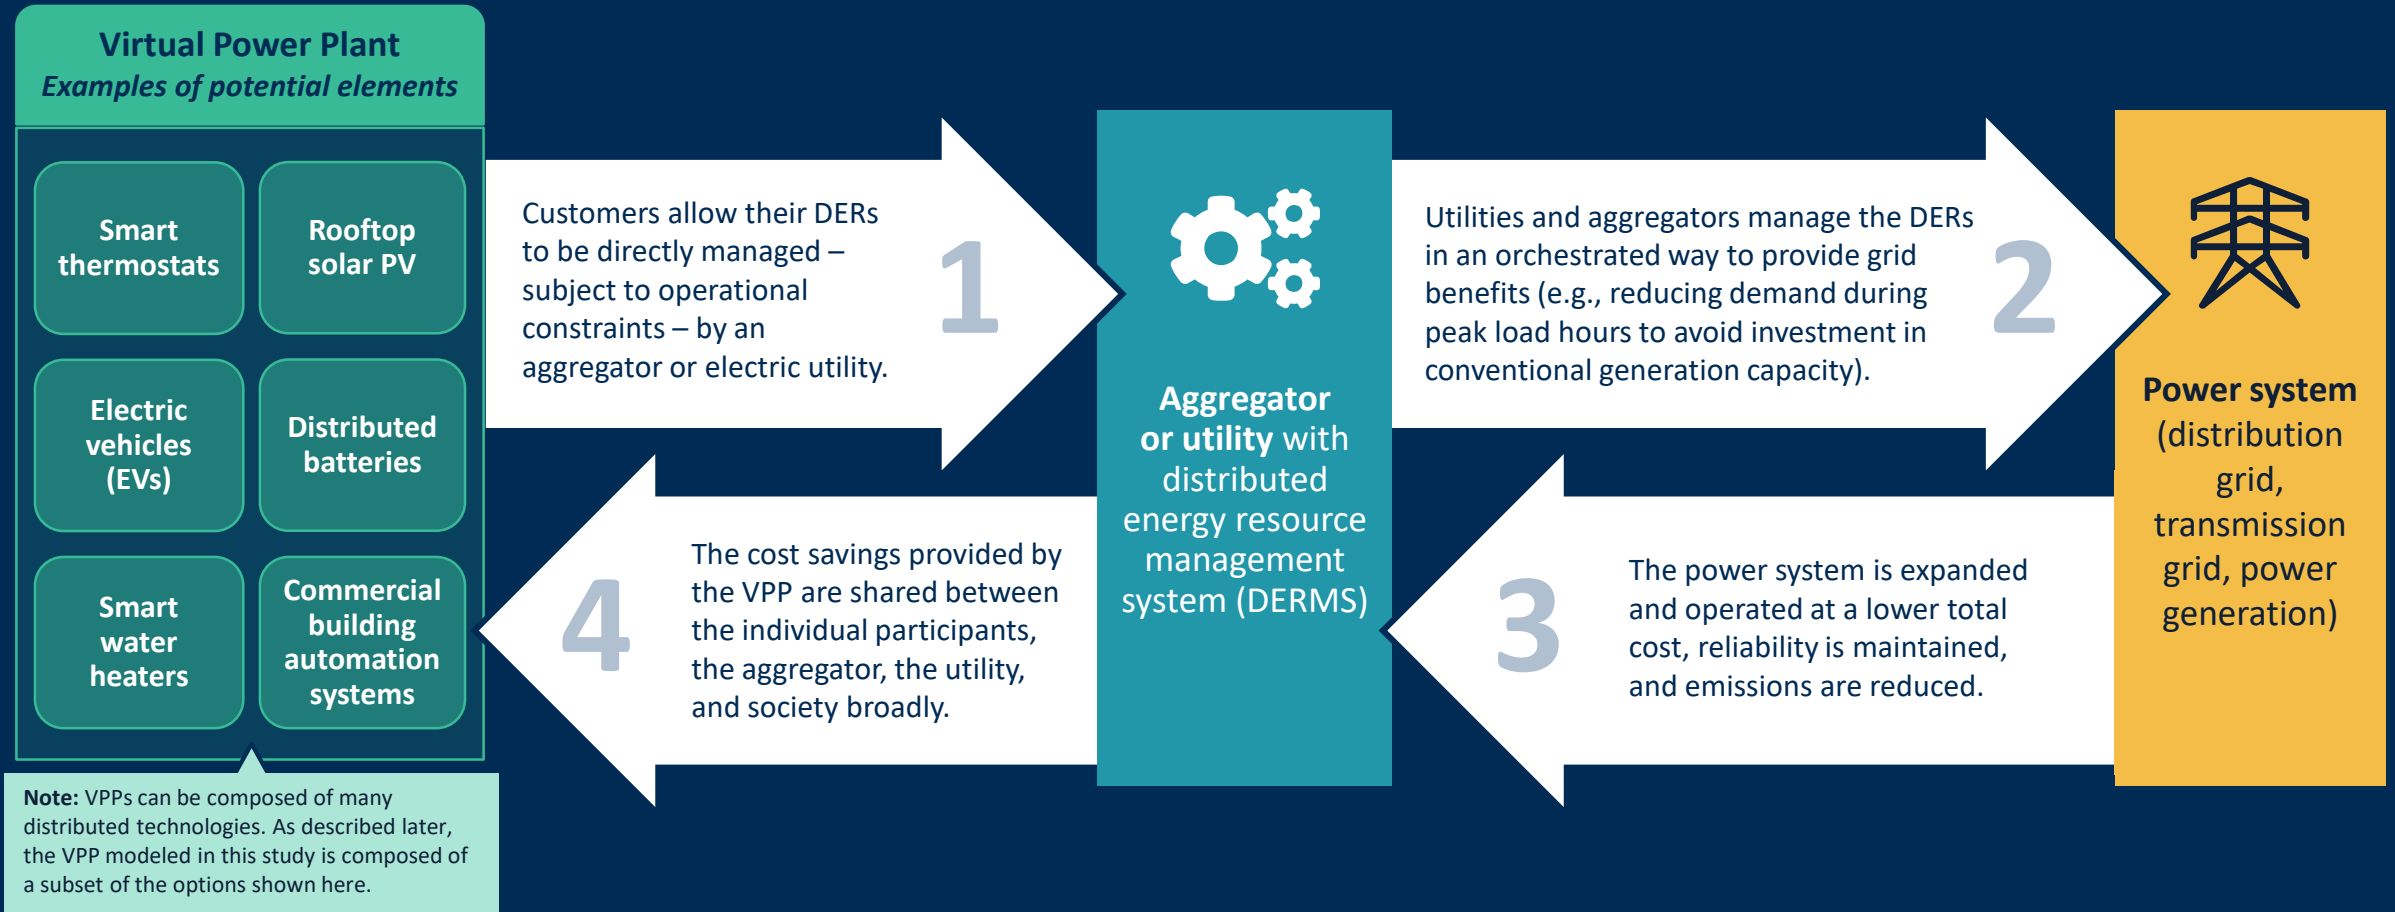 Virtual Power Plant
Examples of potential elements
Smart
thermostats
Rooftop
solar PV
Electric
vehicles
(EVs)
Distributed
batteries
Smart
water
heaters
Commercial
building
automation
systems
Note: VPPs can be composed of many
distributed technologies. As described later,
the VPP modeled in this study is composed of
a subset of the options shown here.
Customers allow their DERs
to be directly managed –
subject to operational
constraints – by an
aggregator or electric utility.
1
Aggregator
or utility with
distributed
energy resource
management
system (DERMS)
Utilities and aggregators manage the DERs
in an orchestrated way to provide grid
benefits (e.g., reducing demand during
peak load hours to avoid investment in
conventional generation capacity).
2
Power system
(distribution
grid,
transmission
grid, power
generation)
3
The power system is expanded
and operated at a lower total
cost, reliability is maintained,
and emissions are reduced.
4
The cost savings provided by
the VPP are shared between
the individual participants,
the aggregator, the utility,
and society broadly.